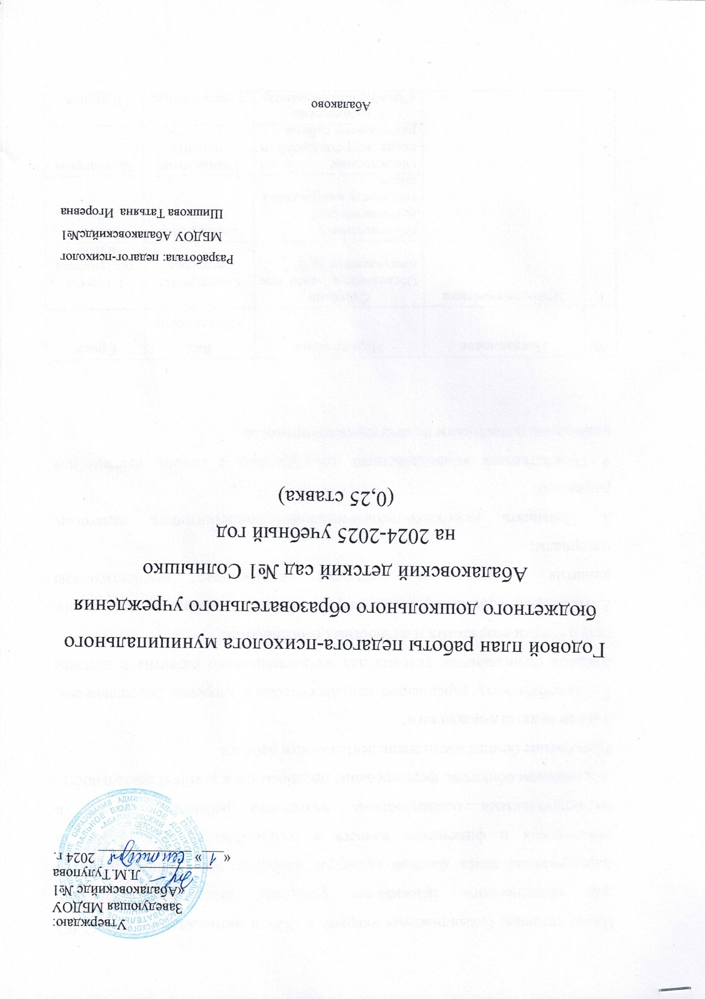 Утверждаю:
Заведующая МБДОУ
«Абалаковскийдс №1
Л.М.Тулупова
«1» сентября 2024 г.
Годовой план работы педагога-психолога муниципального
бюджетного дошкольного образовательного учреждения
Абалаковский детский сад №1 Солнышко
на 2024-2025 учебный год
(0,25 ставка)
Разработала: педагог-психолог
МБДОУ Абалаковскийдс№1
Шишкова Татьяна Игоревна
Абалаково